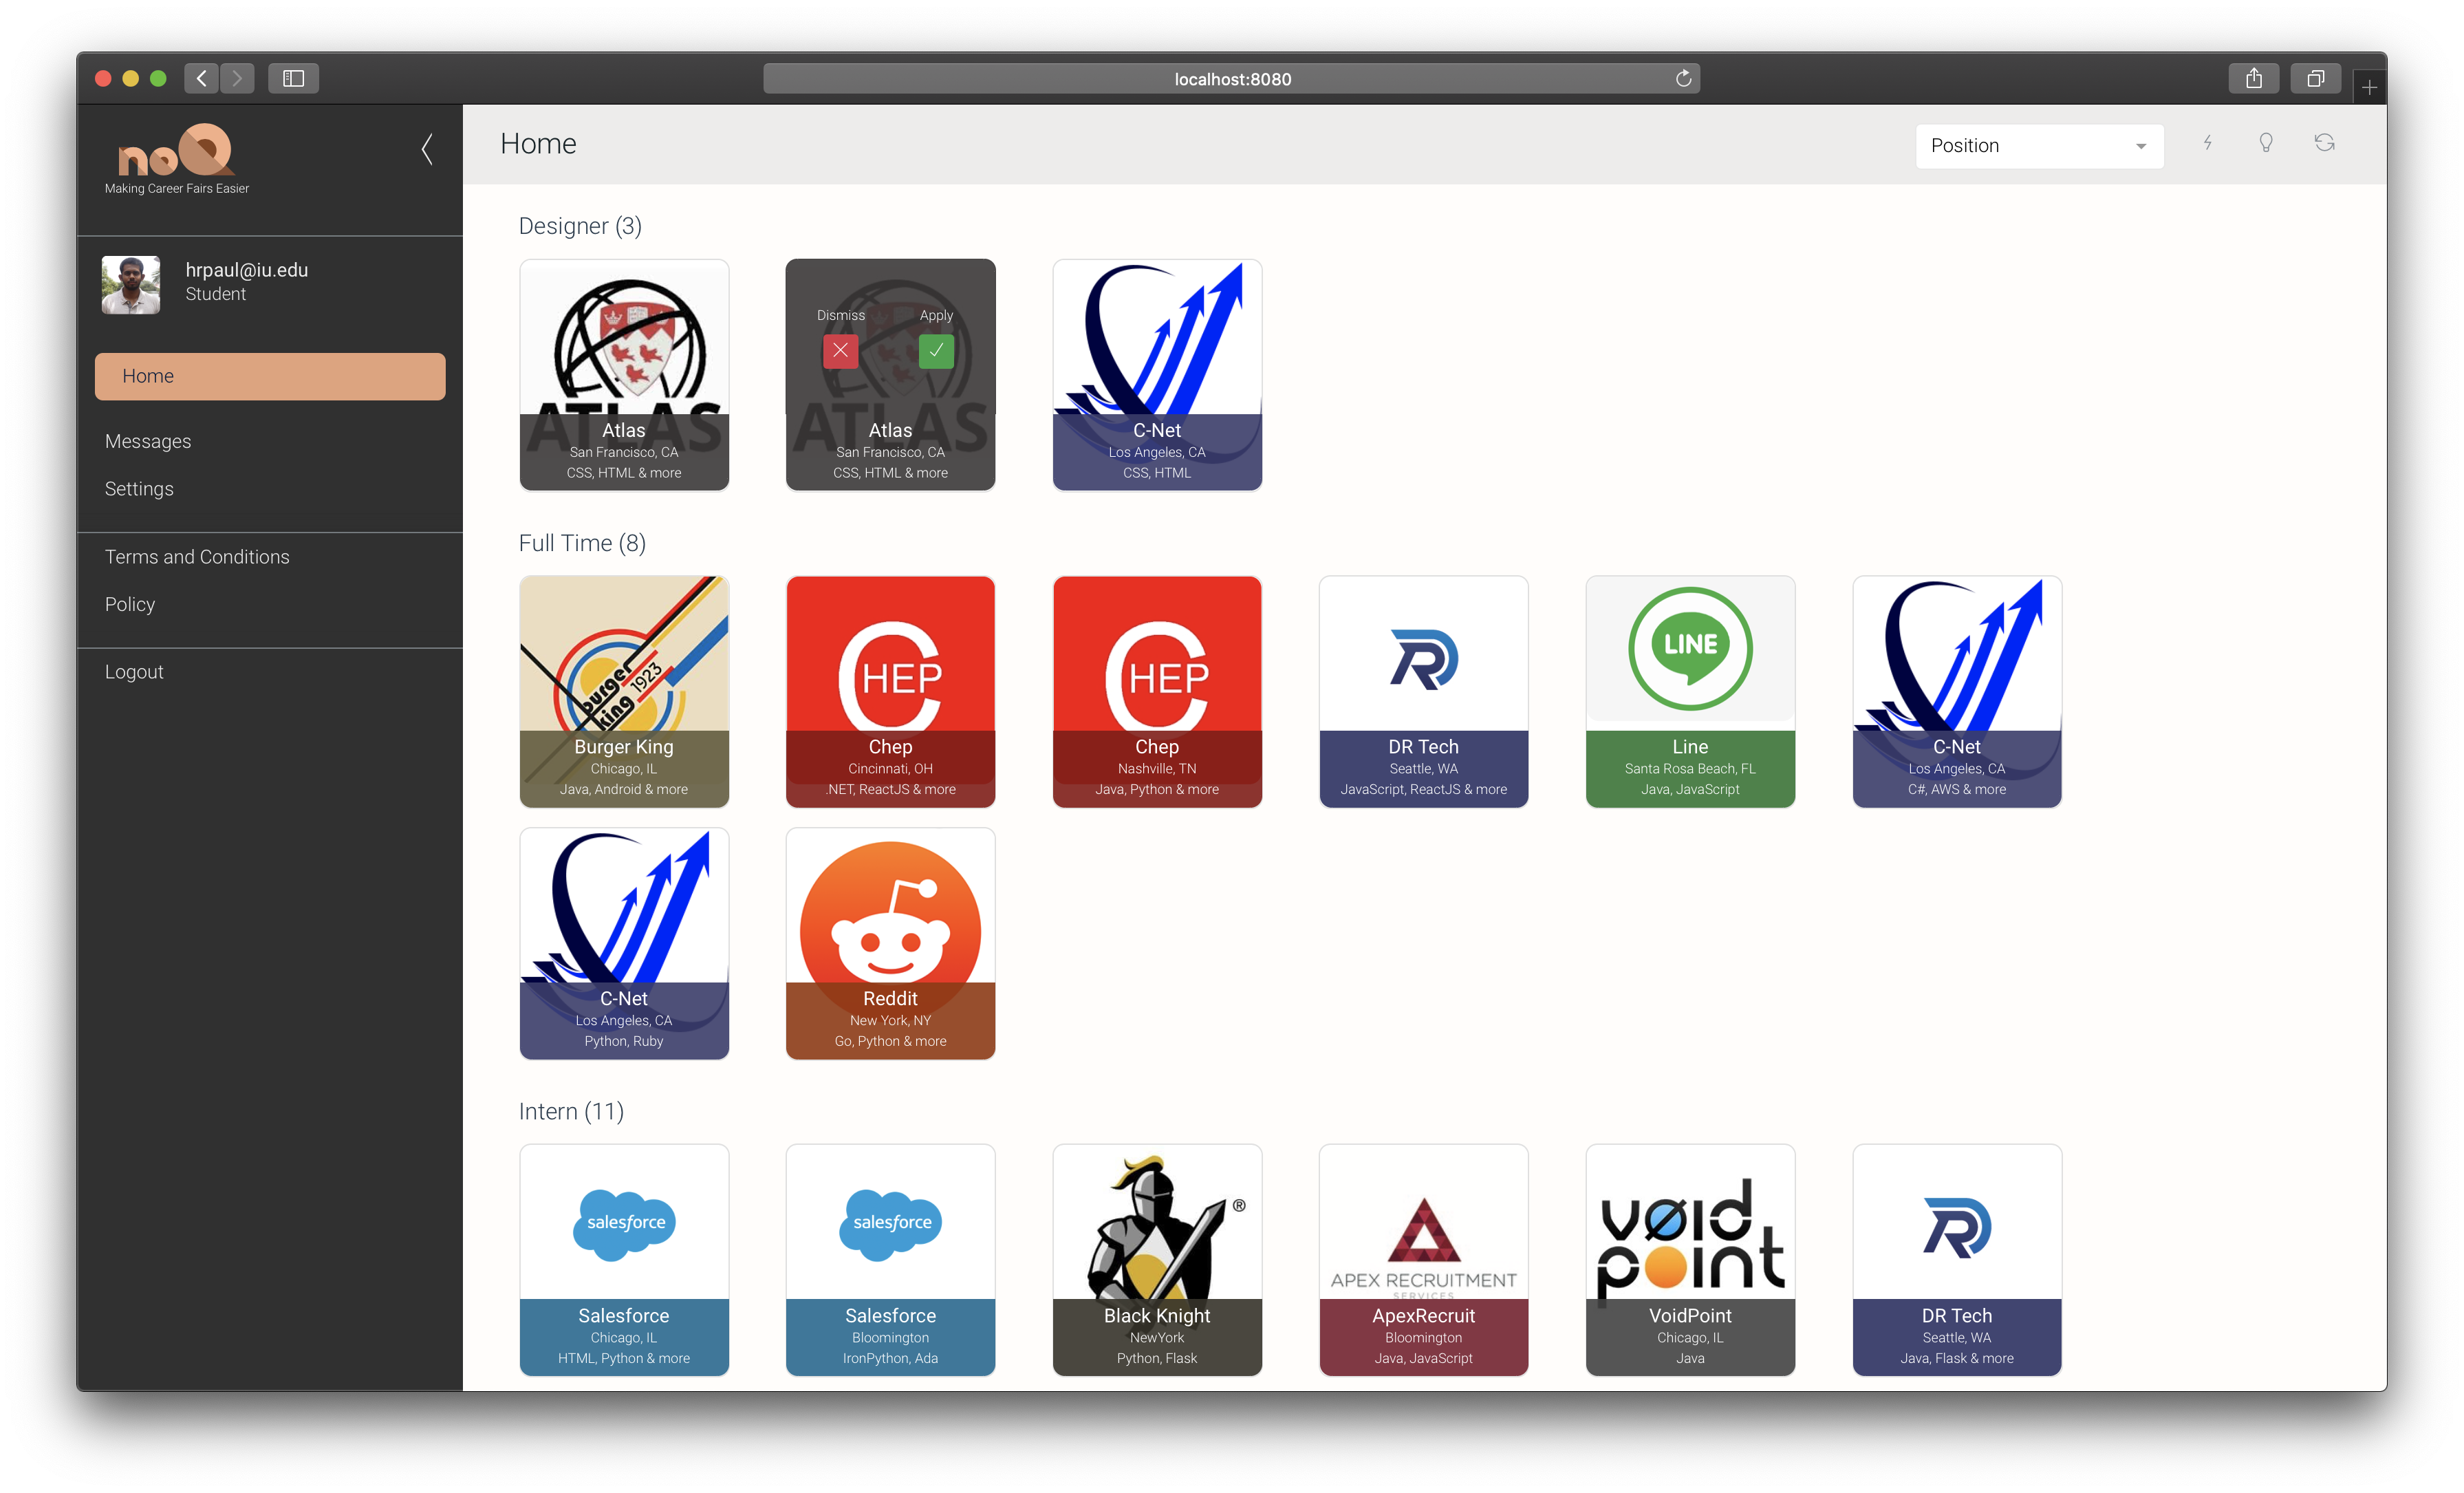 localhost:8080
noQ
Making Career Fairs Easier
hrpaul@iu.edu
Student
Home
Messages
Settings
Terms and Conditions
Policy
Logout
Home
Position
Designer (3)
ATLAS
Atlas
San Francisco, CA
CSS, HTML & more
Dismiss
Apply
ATLAS
Atlas
San Francisco, CA
CSS, HTML & more
C-Net
Los Angeles, CA
CSS, HTML
Full Time (8)
burger
king 1923
Burger King
Chicago, IL
Java, Android & more
CHEP
Chep
Cincinnati, OH
.NET, ReactJS & more
CHEP
Chep
Nashville, TN
Java, Python & more
DR Tech
Seattle, WA
JavaScript, ReactJS & more
LINE
Line
Santa Rosa Beach, FL
Java, JavaScript
C-Net
Los Angeles, CA
C#, AWS & more
C-Net
Los Angeles, CA
Python, Ruby
Reddit
New York, NY
Go, Python & more
Intern (11)
salesforce
Salesforce
Chicago, IL
HTML, Python & more
salesforce
Salesforce
Bloomington
IronPython, Ada
®
Black Knight
NewYork
Python, Flask
APEX RECRUITMENT
SERVICES
ApexRecruit
Bloomington
Java, JavaScript
vøid
point
VoidPoint
Chicago, IL
Java
DR Tech
Seattle, WA
Java, Flask & more